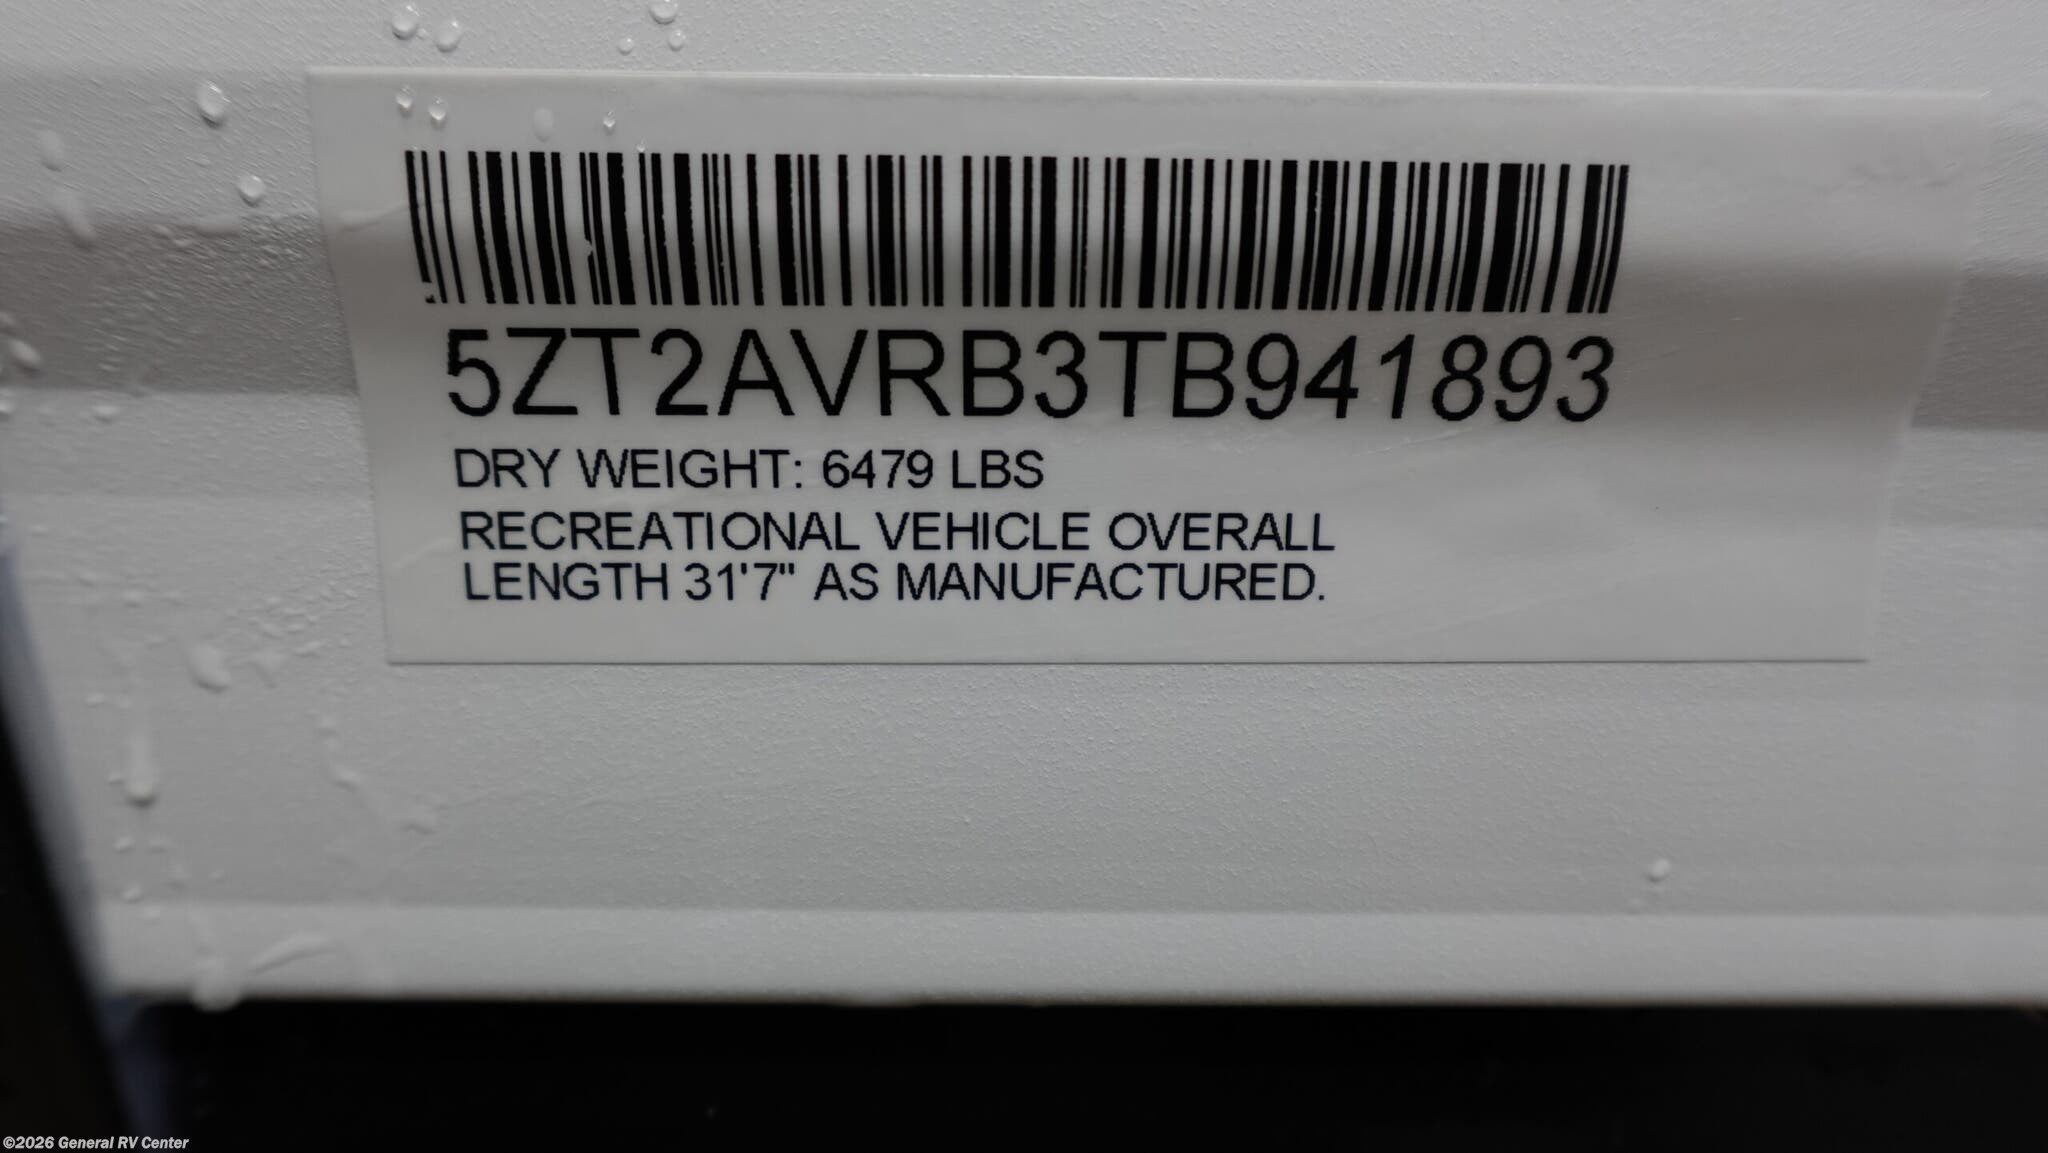 5ZT2AVRB3TB941893
DRY WEIGHT: 6479 LBS
RECREATIONAL VEHICLE OVERALL
LENGTH 31'7" AS MANUFACTURED.
©2026 General RV Center